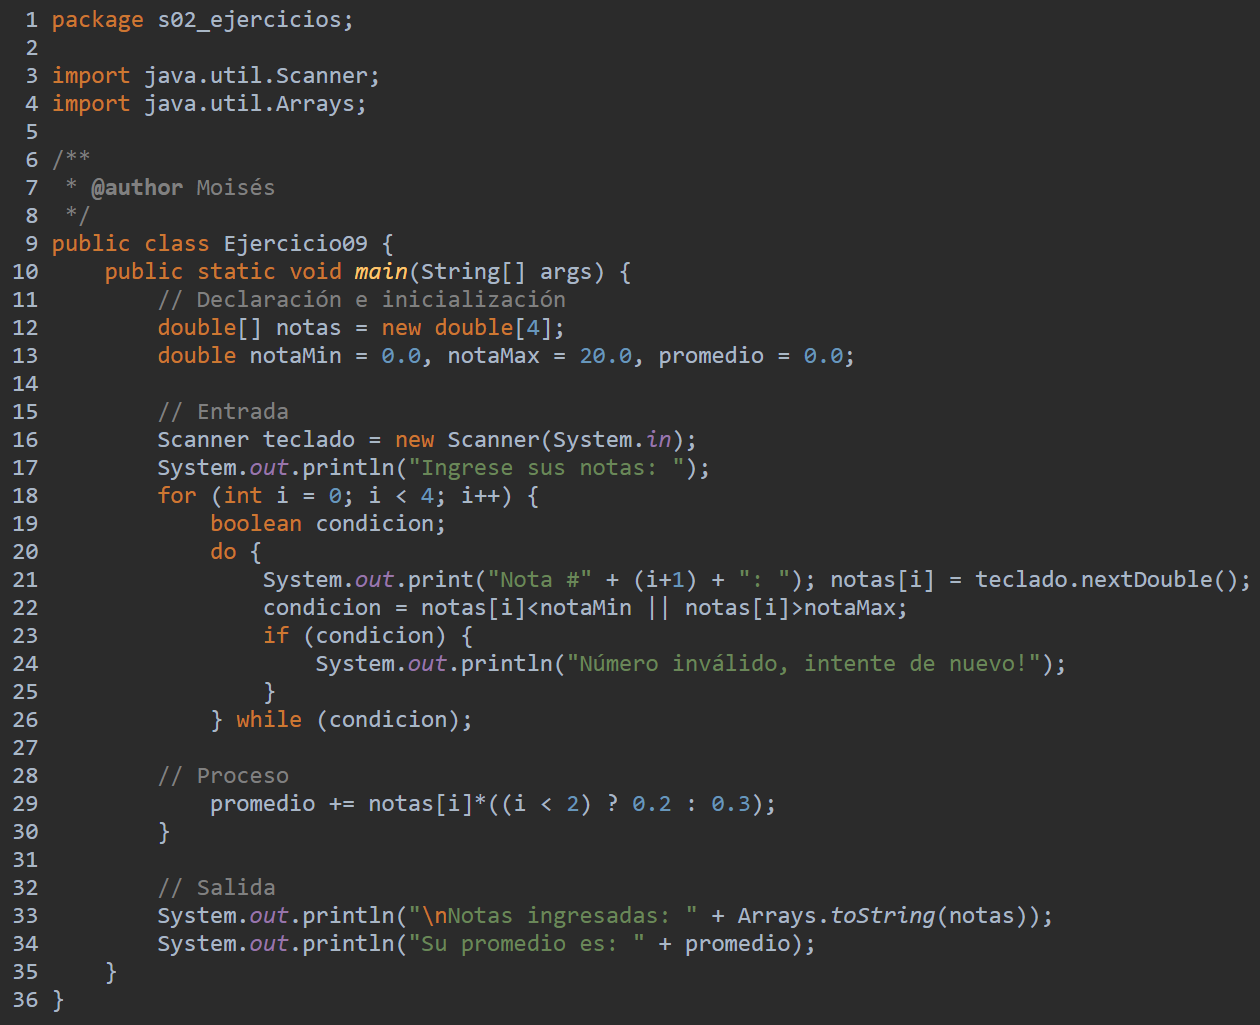 1 package s02_ejercicios;
2
3 import java.util.Scanner;
4 import java.util.Arrays;
5
6 /**
7  * @author Moisés
8  */
9 public class Ejercicio09 {
10     public static void main(String[] args) {
11         // Declaración e inicialización
12         double[] notas = new double[4];
13         double notaMin = 0.0, notaMax = 20.0, promedio = 0.0;
14
15         // Entrada
16         Scanner teclado = new Scanner(System.in);
17         System.out.println("Ingrese sus notas: ");
18         for (int i = 0; i < 4; i++) {
19             boolean condicion;
20             do {
21                 System.out.print("Nota #" + (i+1) + ": "); notas[i] = teclado.nextDouble();
22                 condicion = notas[i]<notaMin || notas[i]>notaMax;
23                 if (condicion) {
24                     System.out.println("Número inválido, intente de nuevo!");
25                 }
26             } while (condicion);
27
28         // Proceso
29             promedio += notas[i]*((i < 2) ? 0.2 : 0.3);
30         }
31
32         // Salida
33         System.out.println("\nNotas ingresadas: " + Arrays.toString(notas));
34         System.out.println("Su promedio es: " + promedio);
35     }
36 }